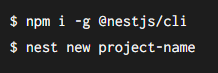 $ npm i -g @nestjs/cli
$ nest new project-name